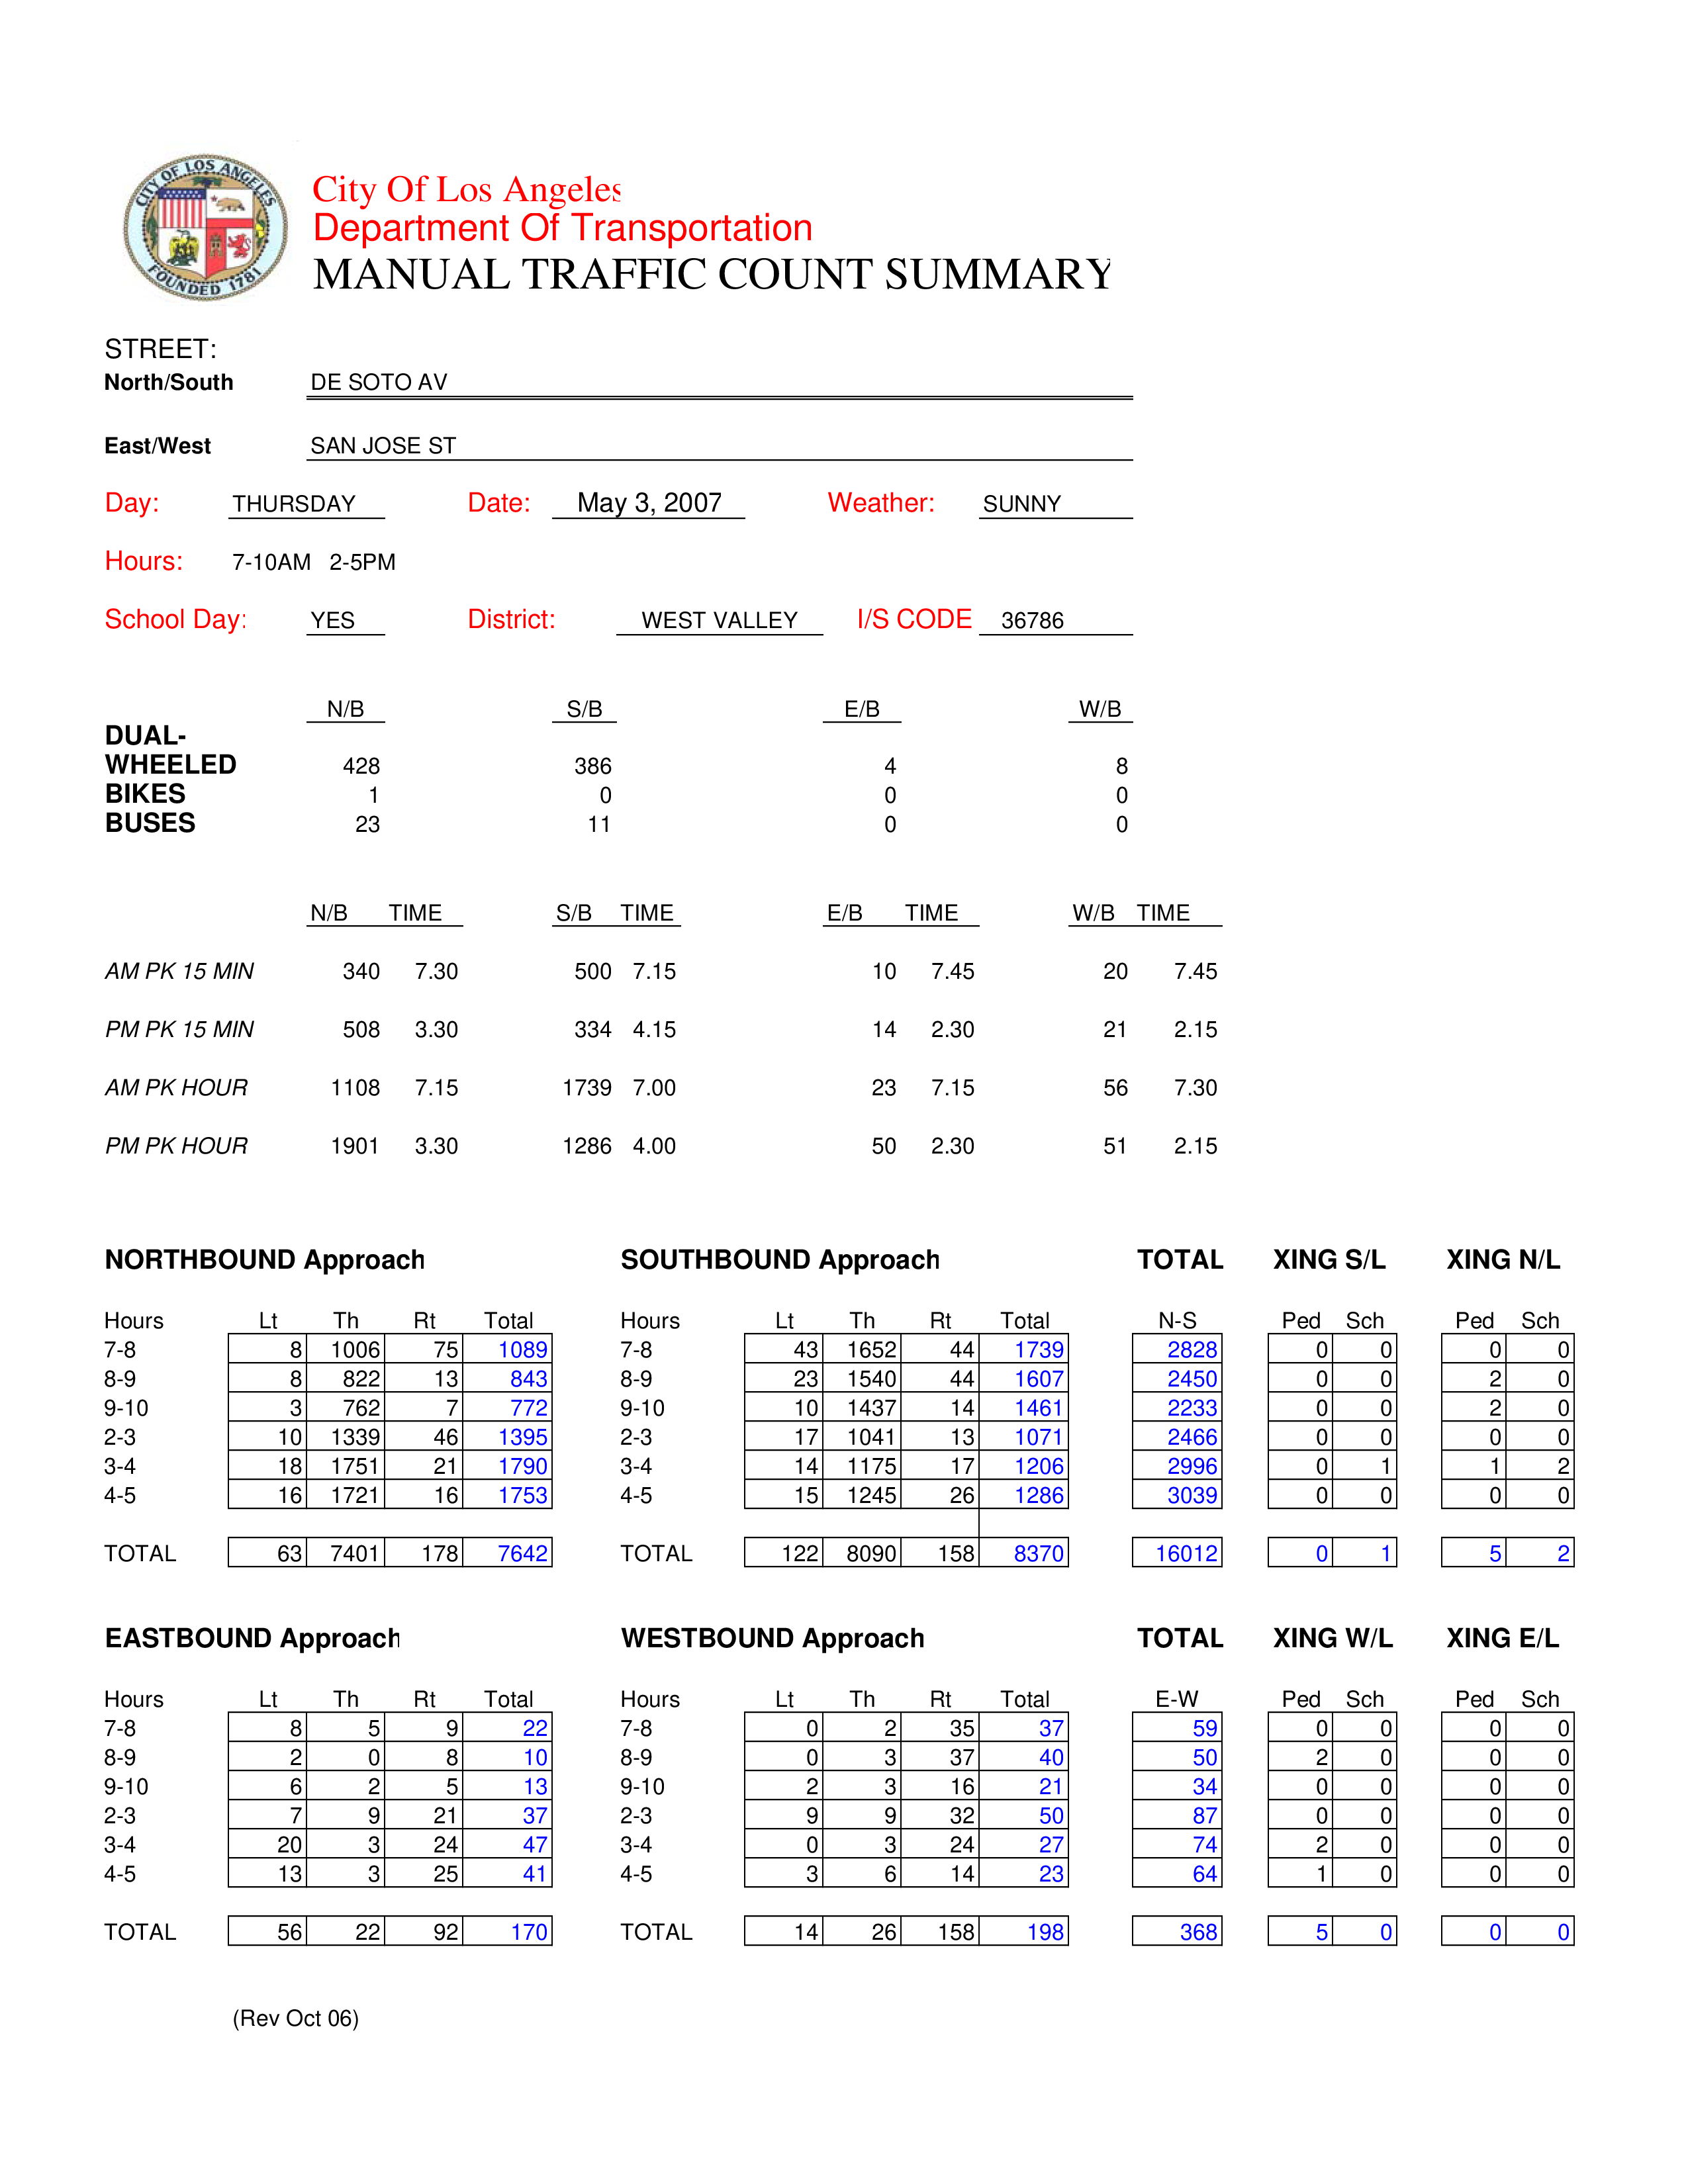 CITY OF LOS ANGELES
FOUNDED 1781
City Of Los Angeles
Department Of Transportation
MANUAL TRAFFIC COUNT SUMMARY
STREET:
North/South DE SOTO AV
East/West SAN JOSE ST
Day: THURSDAY Date: May 3, 2007 Weather: SUNNY
Hours: 7-10AM 2-5PM
School Day: YES District: WEST VALLEY I/S CODE 36786
N/B S/B E/B W/B
DUAL-
WHEELED 428 386 4 8
BIKES 1 0 0 0
BUSES 23 11 0 0
N/B TIME S/B TIME E/B TIME W/B TIME
AM PK 15 MIN 340 7.30 500 7.15 10 7.45 20 7.45
PM PK 15 MIN 508 3.30 334 4.15 14 2.30 21 2.15
AM PK HOUR 1108 7.15 1739 7.00 23 7.15 56 7.30
PM PK HOUR 1901 3.30 1286 4.00 50 2.30 51 2.15
NORTHBOUND Approach SOUTHBOUND Approach TOTAL XING S/L XING N/L
Hours Lt Th Rt Total Hours Lt Th Rt Total N-S Ped Sch Ped Sch
7-8 8 1006 75 1089 7-8 43 1652 44 1739 2828 0 0 0 0
8-9 8 822 13 843 8-9 23 1540 44 1607 2450 0 0 2 0
9-10 3 762 7 772 9-10 10 1437 14 1461 2233 0 0 2 0
2-3 10 1339 46 1395 2-3 17 1041 13 1071 2466 0 0 0 0
3-4 18 1751 21 1790 3-4 14 1175 17 1206 2996 0 1 1 2
4-5 16 1721 16 1753 4-5 15 1245 26 1286 3039 0 0 0 0
TOTAL 63 7401 178 7642 TOTAL 122 8090 158 8370 16012 0 1 5 2
EASTBOUND Approach WESTBOUND Approach TOTAL XING W/L XING E/L
Hours Lt Th Rt Total Hours Lt Th Rt Total E-W Ped Sch Ped Sch
7-8 8 5 9 22 7-8 0 2 35 37 59 0 0 0 0
8-9 2 0 8 10 8-9 0 3 37 40 50 2 0 0 0
9-10 6 2 5 13 9-10 2 3 16 21 34 0 0 0 0
2-3 7 9 21 37 2-3 9 9 32 50 87 0 0 0 0
3-4 20 3 24 47 3-4 0 3 24 27 74 2 0 0 0
4-5 13 3 25 41 4-5 3 6 14 23 64 1 0 0 0
TOTAL 56 22 92 170 TOTAL 14 26 158 198 368 5 0 0 0
(Rev Oct 06)